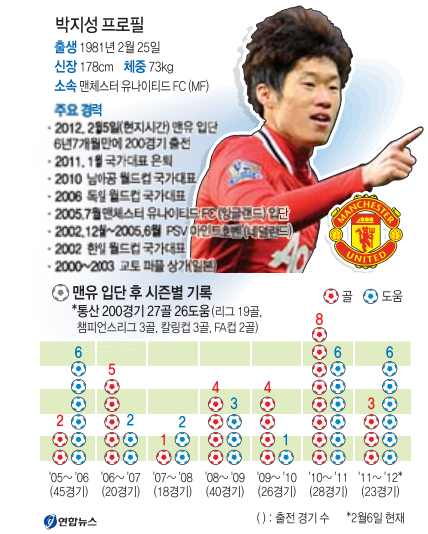 박지성 프로필
출생 1981년 2월 25일
신장 178cm 체중 73kg
소속 맨체스터 유나이티드 FC (MF)
주요 경력
· 2012, 2월5일(현지시간) 맨유 입단
6년7개월만에 200경기 출전
· 2011, 1월 국가대표 은퇴
· 2010 남아공 월드컵 국가대표
· 2006 독일 월드컵 국가대표
· 2005.7월 맨체스터 유나이티드 FC (잉글랜드) 입단
· 2002.12월~2005.6월 PSV 아인트호벤 (네덜란드)
· 2002 한일 월드컵 국가대표
· 2000~2003 교토 퍼플 상가(일본)
MANCHESTER
UNITED
맨유 입단 후 시즌별 기록
골 도움
*통산 200경기 27골 26도움 (리그 19골,
챔피언스리그 3골, 칼링컵 3골, FA컵 2골)
2 6 5 2 1 2 4 3 4 1 8 6 3 6
'05~ '06 '06~ '07 '07~ '08 '08~ '09 '09~ '10 '10~ '11 '11~ '12*
(45경기) (20경기) (18경기) (40경기) (26경기) (28경기) (23경기)
연합뉴스
( ) : 출전 경기 수 *2월6일 현재